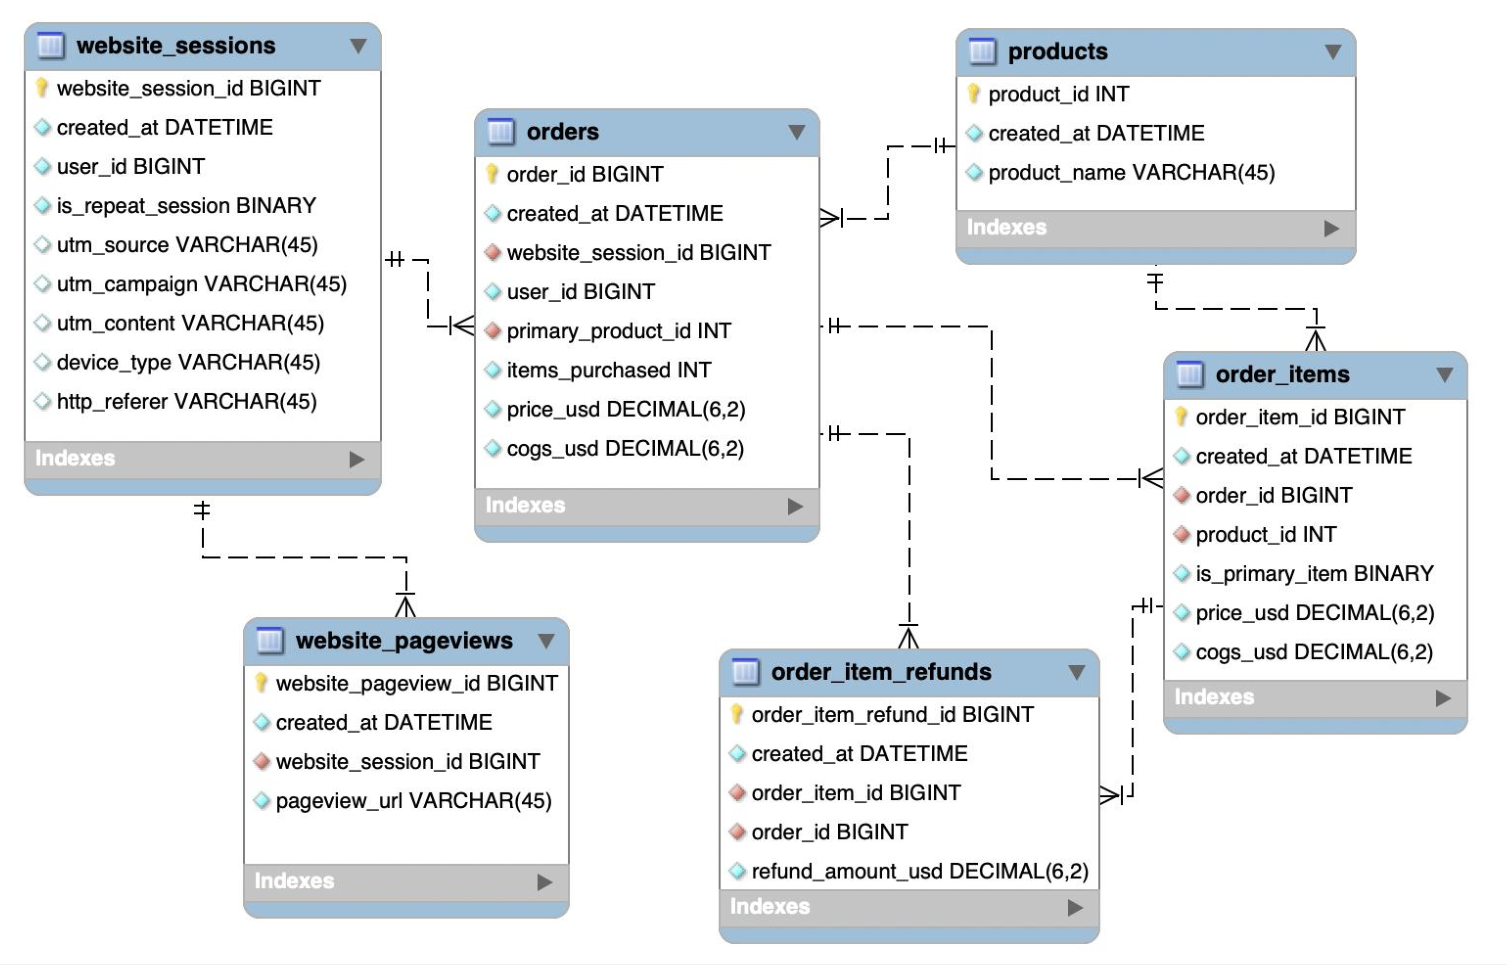 website_sessions
website_session_id BIGINT
created_at DATETIME
user_id BIGINT
is_repeat_session BINARY
utm_source VARCHAR(45)
utm_campaign VARCHAR(45)
utm_content VARCHAR(45)
device_type VARCHAR(45)
http_referer VARCHAR(45)
Indexes
orders
order_id BIGINT
created_at DATETIME
website_session_id BIGINT
user_id BIGINT
primary_product_id INT
items_purchased INT
price_usd DECIMAL(6,2)
cogs_usd DECIMAL(6,2)
Indexes
products
product_id INT
created_at DATETIME
product_name VARCHAR(45)
Indexes
order_items
order_item_id BIGINT
created_at DATETIME
order_id BIGINT
product_id INT
is_primary_item BINARY
price_usd DECIMAL(6,2)
cogs_usd DECIMAL(6,2)
Indexes
website_pageviews
website_pageview_id BIGINT
created_at DATETIME
website_session_id BIGINT
pageview_url VARCHAR(45)
Indexes
order_item_refunds
order_item_refund_id BIGINT
created_at DATETIME
order_item_id BIGINT
order_id BIGINT
refund_amount_usd DECIMAL(6,2)
Indexes